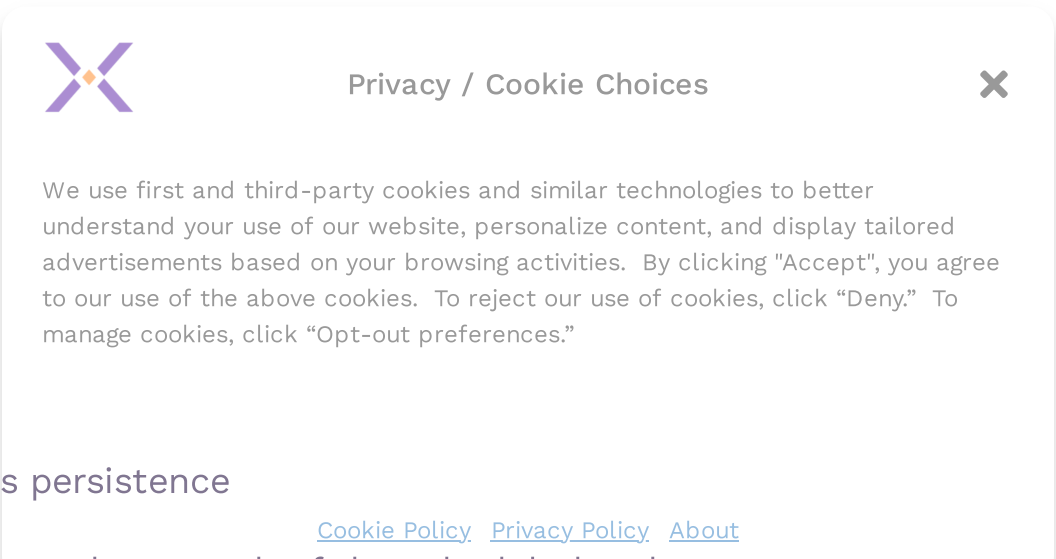 Privacy / Cookie Choices
We use first and third-party cookies and similar technologies to better
understand your use of our website, personalize content, and display tailored
advertisements based on your browsing activities.  By clicking "Accept", you agree
to our use of the above cookies.  To reject our use of cookies, click “Deny.”  To
manage cookies, click “Opt-out preferences.”
s persistence
Cookie Policy Privacy Policy About